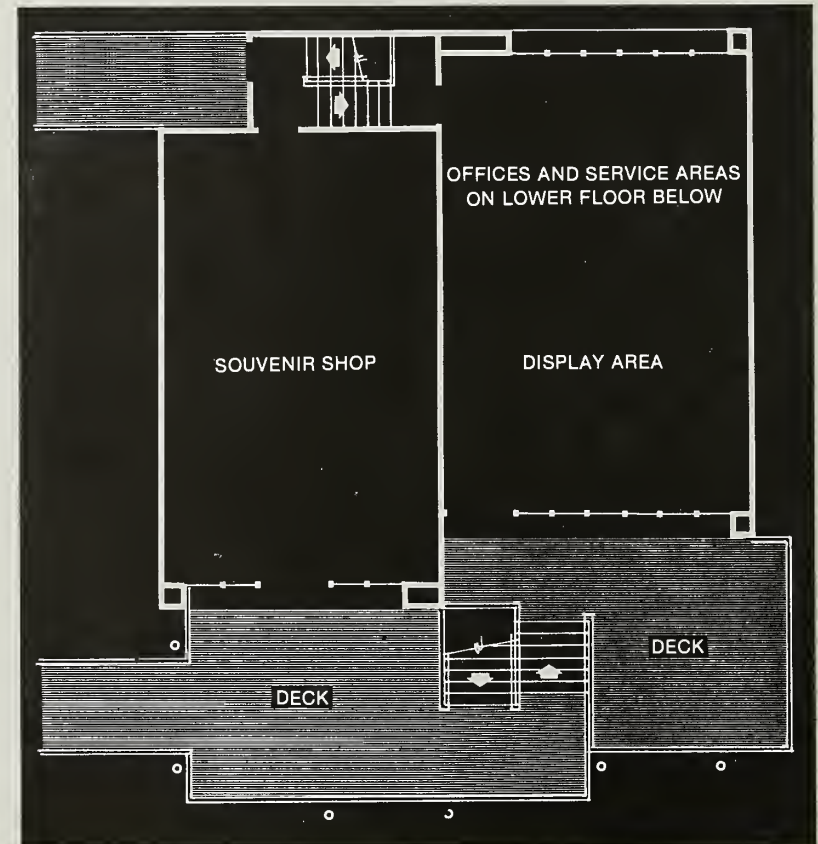 OFFICES AND SERVICE AREAS
ON LOWER FLOOR BELOW
SOUVENIR SHOP
DISPLAY AREA
DECK
DECK